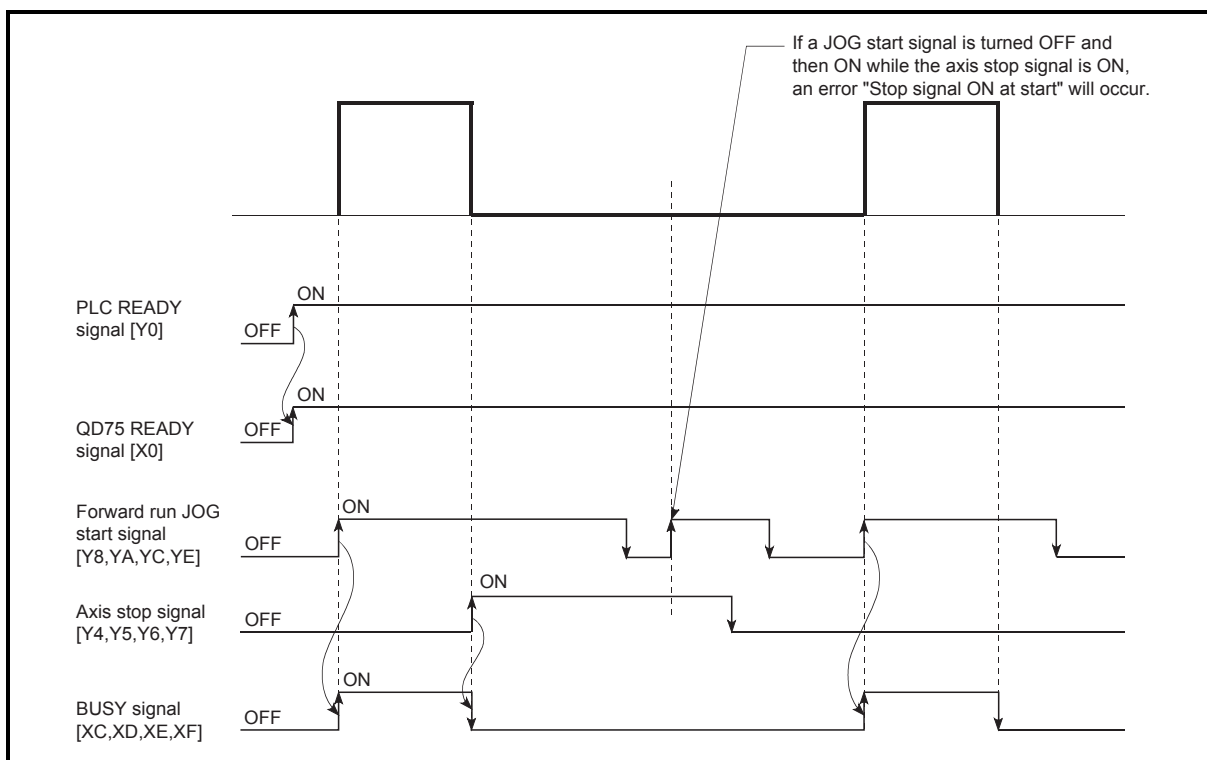 If a JOG start signal is turned OFF and
then ON while the axis stop signal is ON,
an error "Stop signal ON at start" will occur.
ON
PLC READY
signal [Y0]
OFF
ON
QD75 READY
signal [X0]
OFF
Forward run JOG
start signal
[Y8,YA,YC,YE]
ON
OFF
ON
Axis stop signal
[Y4,Y5,Y6,Y7]
OFF
ON
BUSY signal
[XC,XD,XE,XF]
OFF